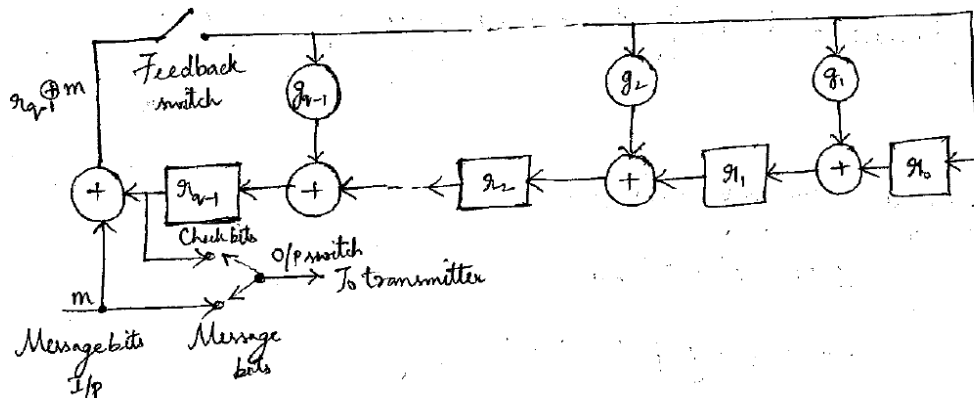 r_{q-1} ⊕ m
Feedback
switch
g_{q-1}
g_2
g_1
+
r_{q-1}
+
r_2
+
r_1
+
r_0
Check bits
O/P switch
To transmitter
m
Message bits
I/P
Message
bits